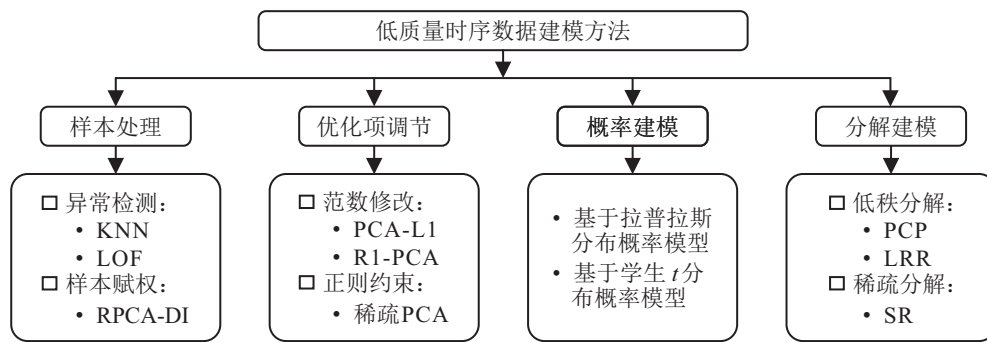 低质量时序数据建模方法
样本处理
优化项调节
概率建模
分解建模
□ 异常检测：
• KNN
• LOF
□ 样本赋权：
• RPCA-DI
□ 范数修改：
• PCA-L1
• R1-PCA
□ 正则约束：
• 稀疏PCA
• 基于拉普拉斯
分布概率模型
• 基于学生 t 分
布概率模型
□ 低秩分解：
• PCP
• LRR
□ 稀疏分解：
• SR